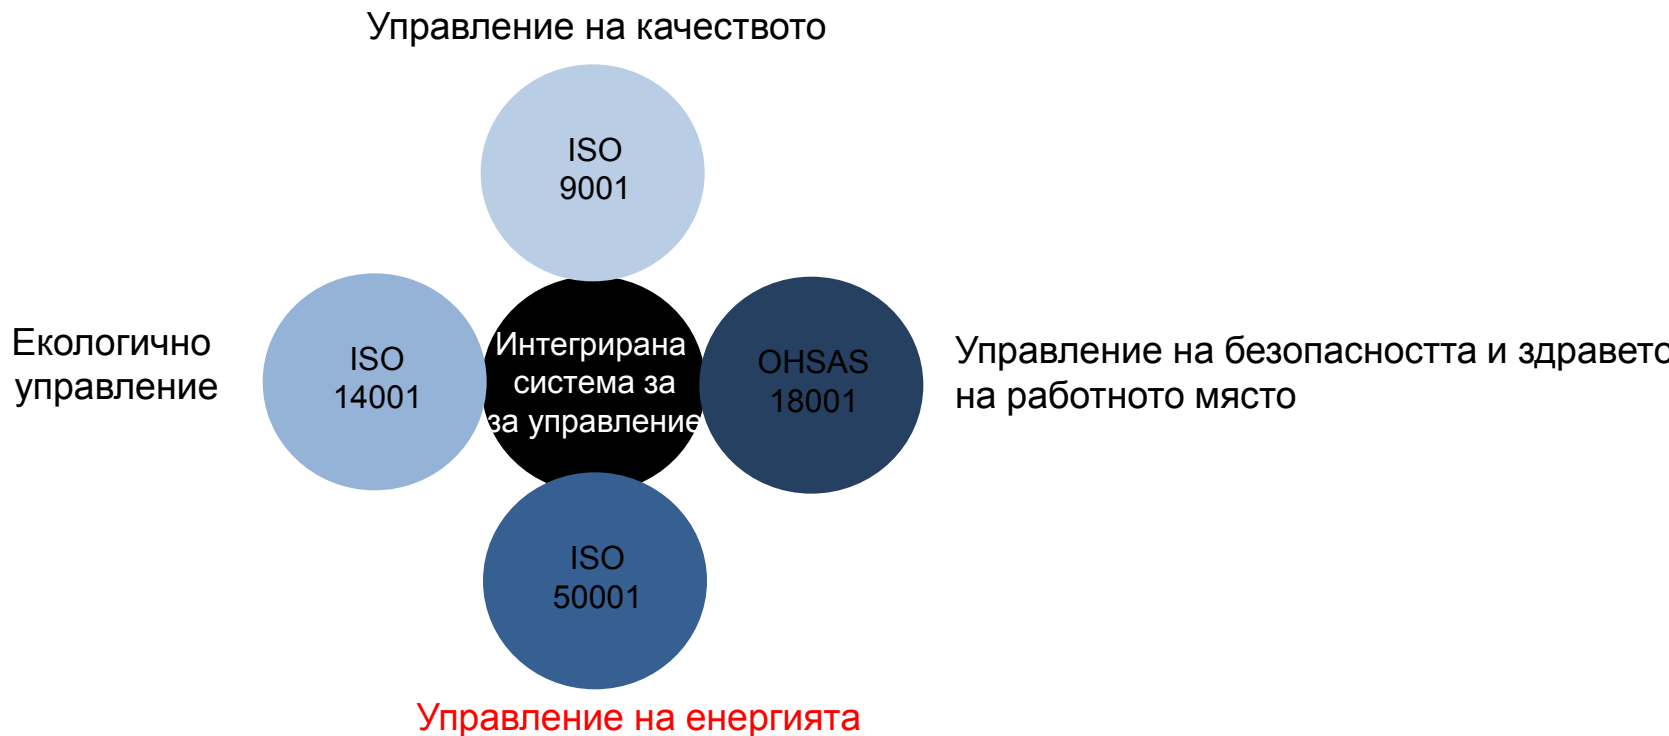 Управление на качеството
ISO
9001
Екологично
управление
ISO
14001
Интегрирана
система за
за управление
OHSAS
18001
Управление на безопасността и здравето
на работното място
ISO
50001
Управление на енергията